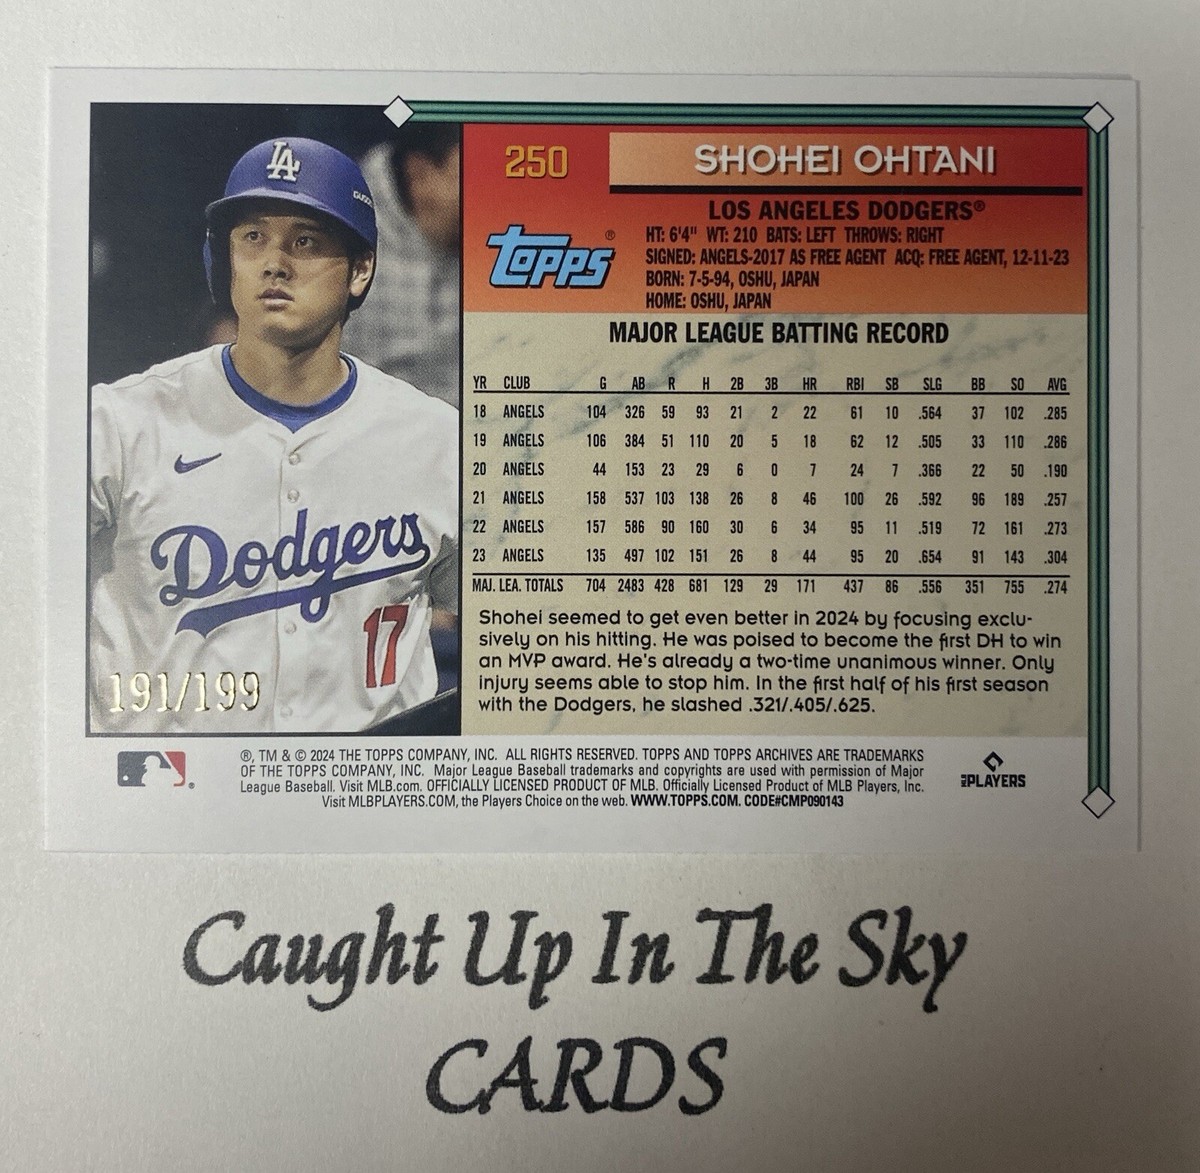 250
SHOHEI OHTANI
LOS ANGELES DODGERS®
HT: 6'4" WT: 210 BATS: LEFT THROWS: RIGHT
SIGNED: ANGELS-2017 AS FREE AGENT ACQ: FREE AGENT, 12-11-23
BORN: 7-5-94, OSHU, JAPAN
HOME: OSHU, JAPAN
TOPPS ®
MAJOR LEAGUE BATTING RECORD
YR CLUB G AB R H 2B 3B HR RBI SB SLG BB SO AVG
18 ANGELS 104 326 59 93 21 2 22 61 10 .564 37 102 .285
19 ANGELS 106 384 51 110 20 5 18 62 12 .505 33 110 .286
20 ANGELS 44 153 23 29 6 0 7 24 7 .366 22 50 .190
21 ANGELS 158 537 103 138 26 8 46 100 26 .592 96 189 .257
22 ANGELS 157 586 90 160 30 6 34 95 11 .519 72 161 .273
23 ANGELS 135 497 102 151 26 8 44 95 20 .654 91 143 .304
MAJ. LEA. TOTALS 704 2483 428 681 129 29 171 437 86 .556 351 755 .274
Shohei seemed to get even better in 2024 by focusing exclu-
sively on his hitting. He was poised to become the first DH to win
an MVP award. He's already a two-time unanimous winner. Only
injury seems able to stop him. In the first half of his first season
with the Dodgers, he slashed .321/.405/.625.
LA
Dodgers
17
191/199
®, TM & © 2024 THE TOPPS COMPANY, INC. ALL RIGHTS RESERVED. TOPPS AND TOPPS ARCHIVES ARE TRADEMARKS
OF THE TOPPS COMPANY, INC. Major League Baseball trademarks and copyrights are used with permission of Major
League Baseball. Visit MLB.com. OFFICIALLY LICENSED PRODUCT OF MLB. Officially Licensed Product of MLB Players, Inc.
Visit MLBPLAYERS.COM, the Players Choice on the web. WWW.TOPPS.COM. CODE#CMP090143
MLB PLAYERS
Caught Up In The Sky
CARDS